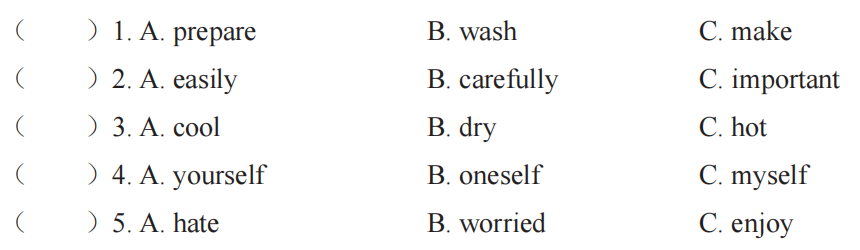 （　　）1. A. prepare B. wash C. make
（　　）2. A. easily B. carefully C. important
（　　）3. A. cool B. dry C. hot
（　　）4. A. yourself B. oneself C. myself
（　　）5. A. hate B. worried C. enjoy